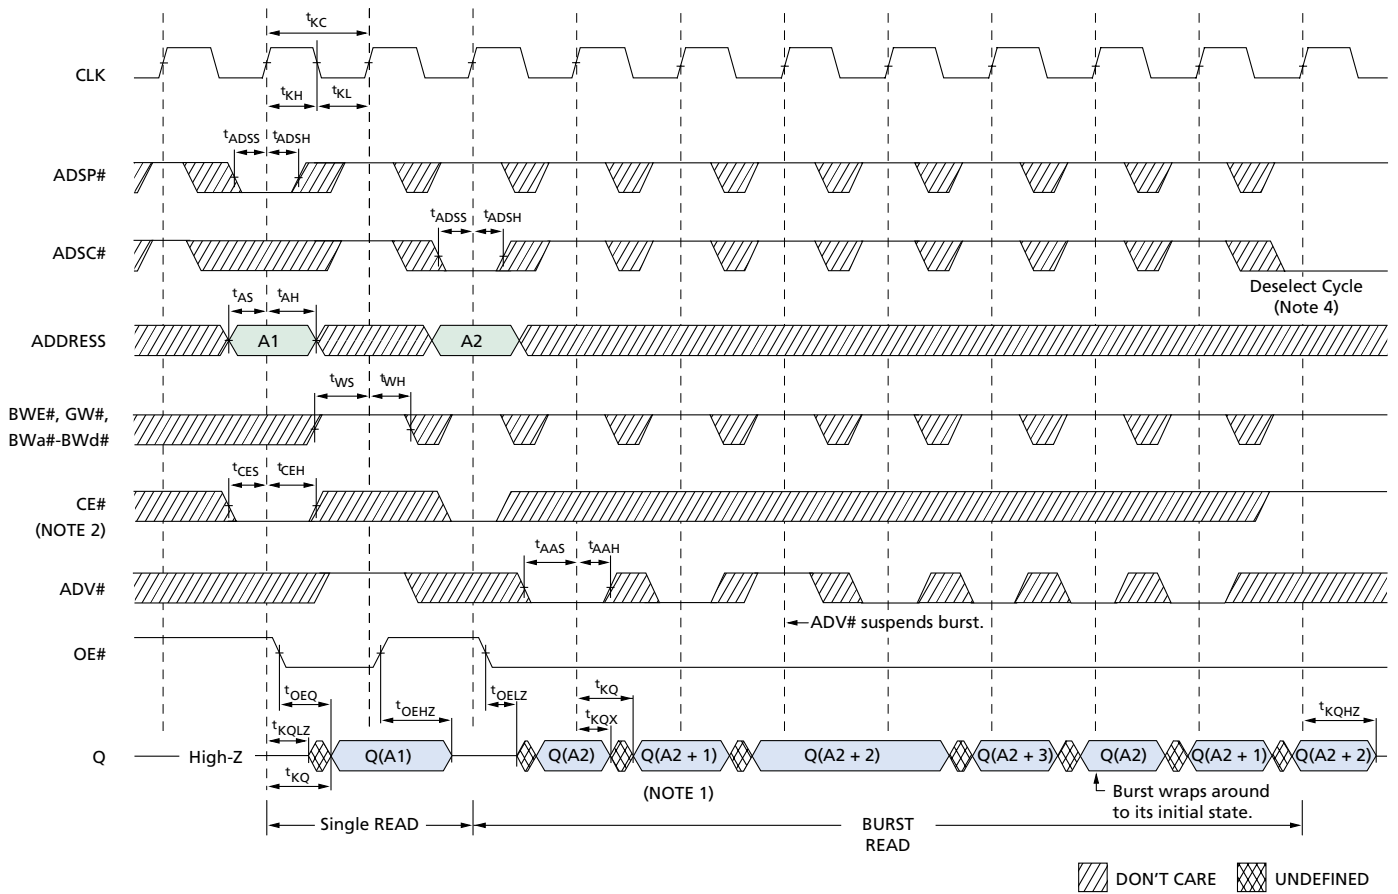 tKC
CLK
tKH
tKL
tADSS
tADSH
ADSP#
tADSS
tADSH
ADSC#
Deselect Cycle
(Note 4)
tAS
tAH
ADDRESS
A1
A2
tWS
tWH
BWE#, GW#,
BWa#-BWd#
tCES
tCEH
CE#
(NOTE 2)
tAAS
tAAH
ADV#
ADV# suspends burst.
OE#
tOEQ
tOEHZ
tOELZ
tKQ
tKQX
tKQLZ
tKQHZ
Q
High-Z
Q(A1)
Q(A2)
Q(A2 + 1)
Q(A2 + 2)
Q(A2 + 3)
Q(A2)
Q(A2 + 1)
Q(A2 + 2)
tKQ
(NOTE 1)
Burst wraps around
to its initial state.
Single READ
BURST
READ
DON'T CARE
UNDEFINED